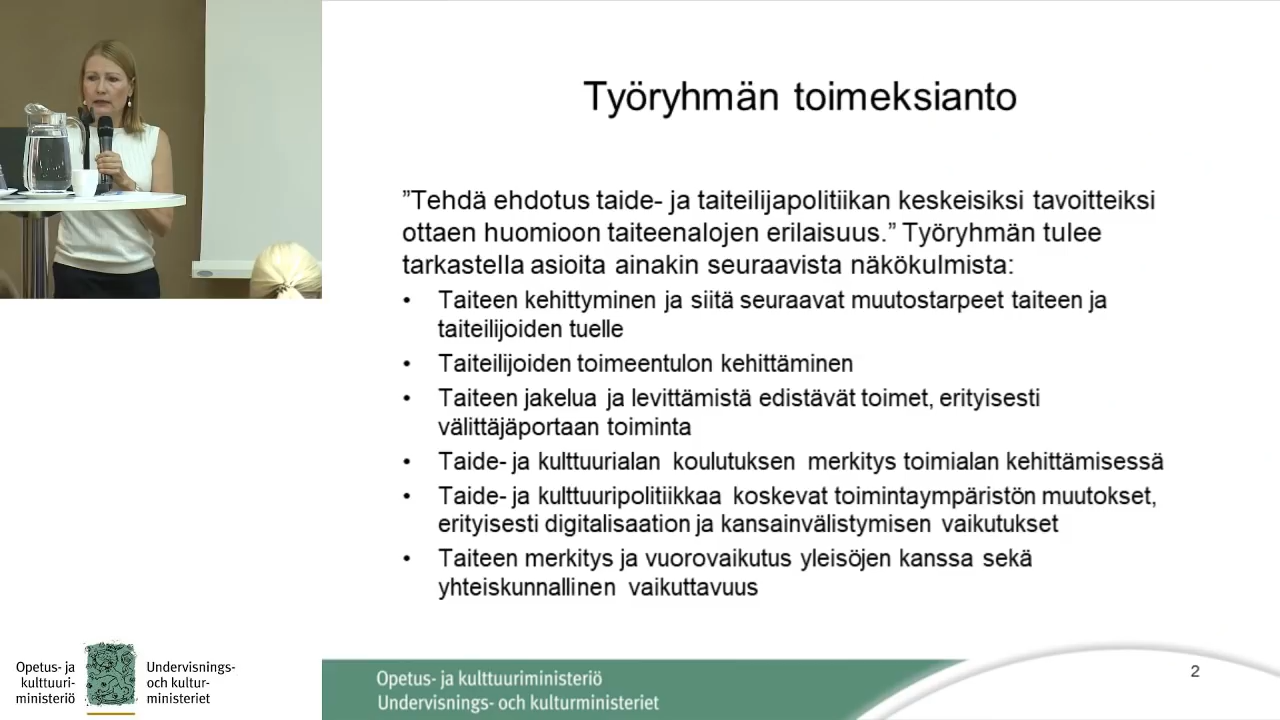 Työryhmän toimeksianto
”Tehdä ehdotus taide- ja taiteilijapolitiikan keskeisiksi tavoitteiksi
ottaen huomioon taiteenalojen erilaisuus.” Työryhmän tulee
tarkastella asioita ainakin seuraavista näkökulmista:
• Taiteen kehittyminen ja siitä seuraavat muutostarpeet taiteen ja
taiteilijoiden tuelle
• Taiteilijoiden toimeentulon kehittäminen
• Taiteen jakelua ja levittämistä edistävät toimet, erityisesti
välittäjäportaan toiminta
• Taide- ja kulttuurialan koulutuksen merkitys toimialan kehittämisessä
• Taide- ja kulttuuripolitiikkaa koskevat toimintaympäristön muutokset,
erityisesti digitalisaation ja kansainvälistymisen vaikutukset
• Taiteen merkitys ja vuorovaikutus yleisöjen kanssa sekä
yhteiskunnallinen vaikuttavuus
Opetus- ja
kulttuuri-
ministeriö
Undervisnings-
och kultur-
ministeriet
Opetus- ja kulttuuriministeriö
Undervisnings- och kulturministeriet
2